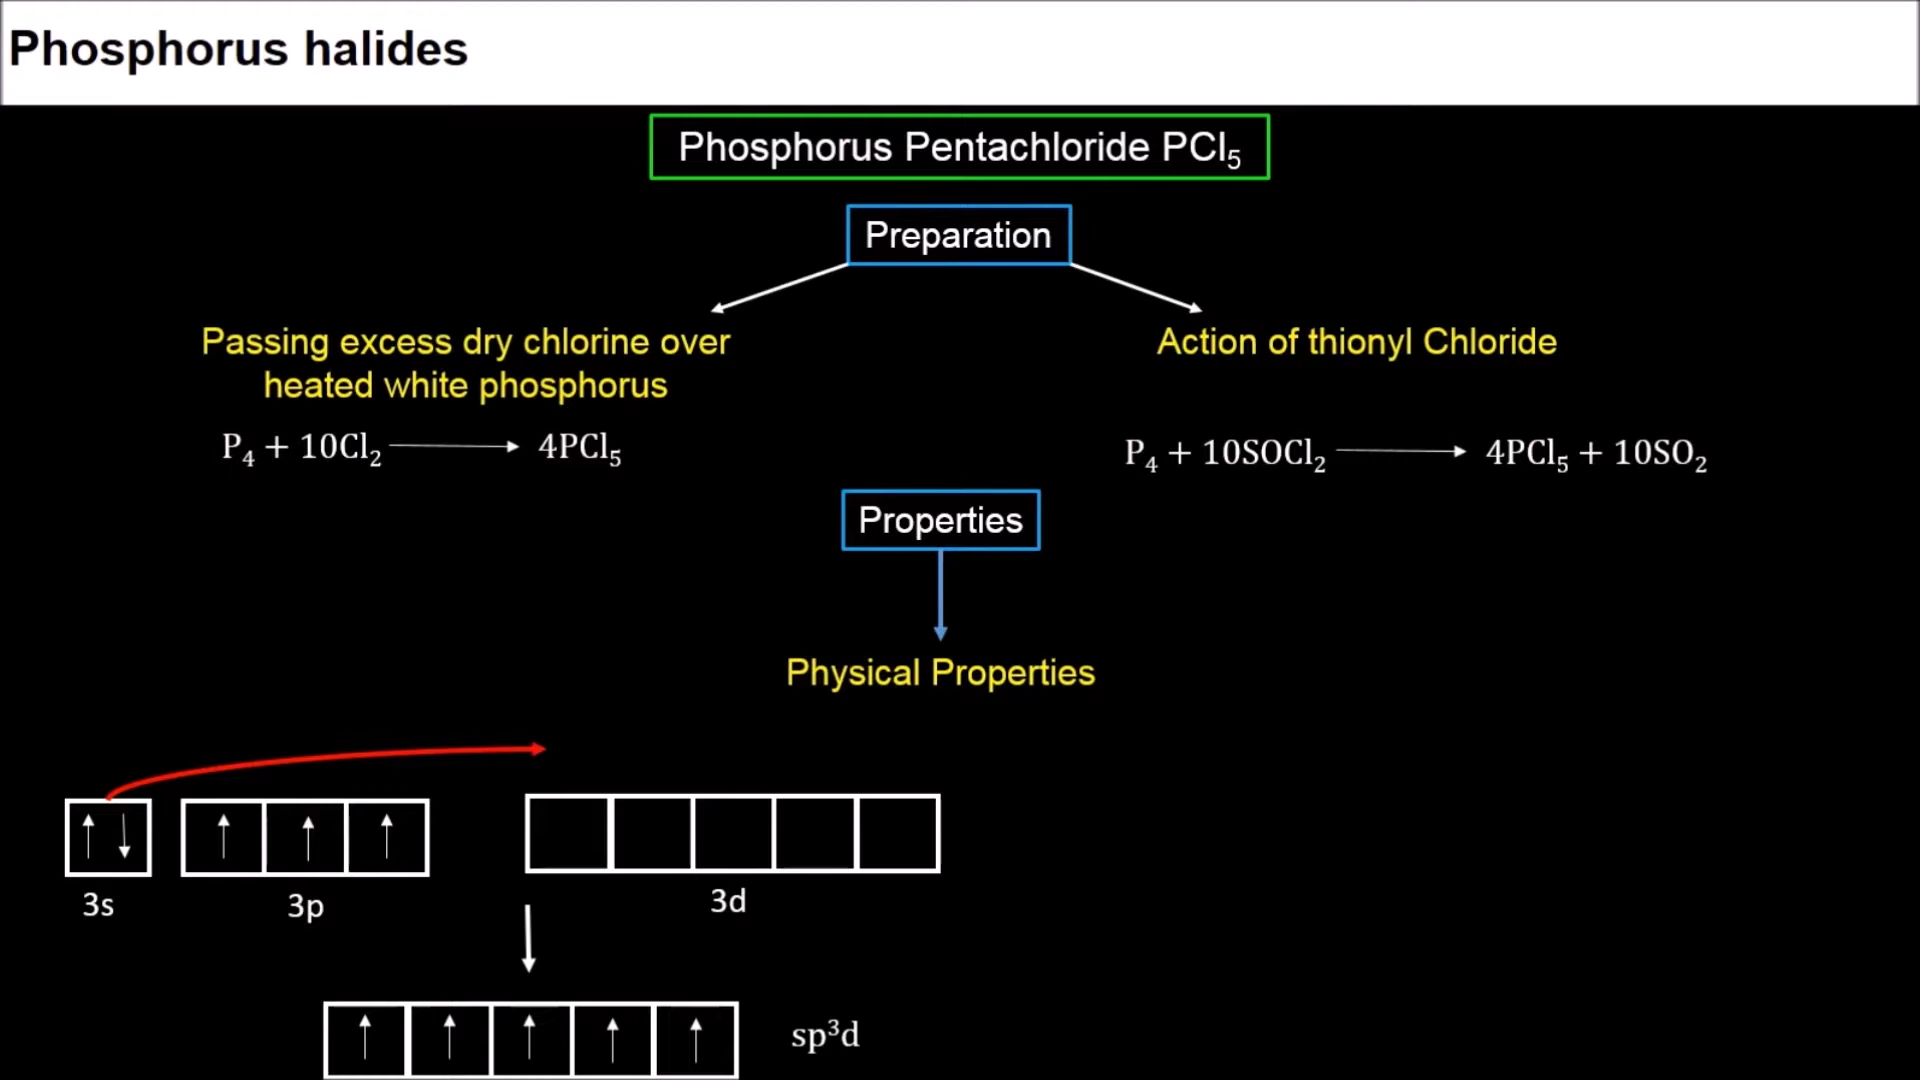 Phosphorus halides
Phosphorus Pentachloride PCl₅
Preparation
Passing excess dry chlorine over
heated white phosphorus
Action of thionyl Chloride
P₄ + 10Cl₂ ⟶ 4PCl₅
P₄ + 10SOCl₂ ⟶ 4PCl₅ + 10SO₂
Properties
Physical Properties
3s
3p
3d
sp³d